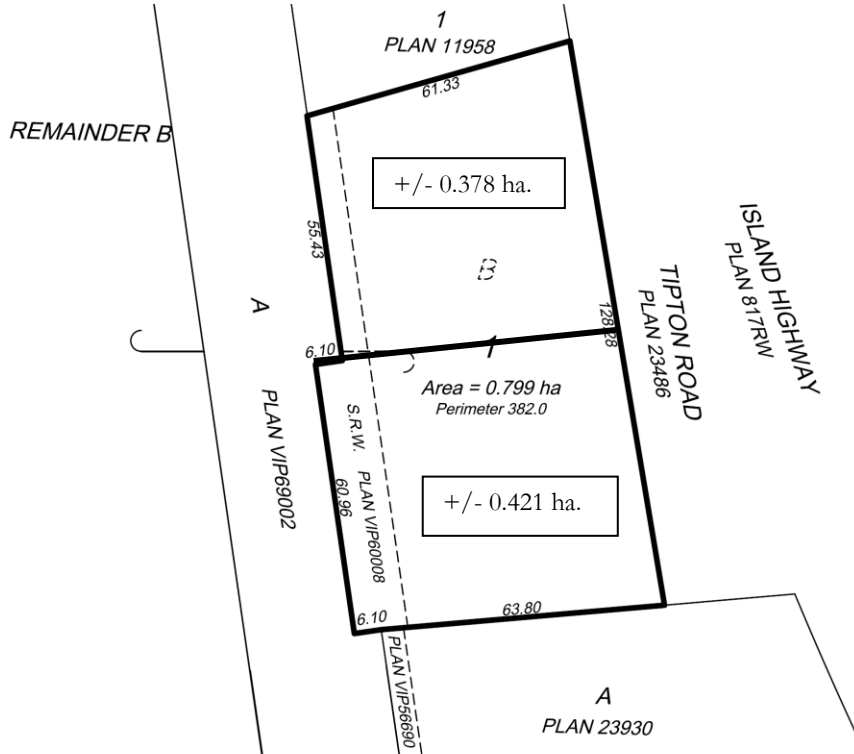 1
PLAN 11958
61.33
REMAINDER B
+/- 0.378 ha.
55.43
B
ISLAND HIGHWAY
PLAN 817RW
TIPTON ROAD
PLAN 23486
A
128.28
6.10
1
Area = 0.799 ha
Perimeter 382.0
PLAN VIP69002
S.R.W. PLAN VIP60008
60.96
+/- 0.421 ha.
6.10
63.80
PLAN VIP56690
A
PLAN 23930